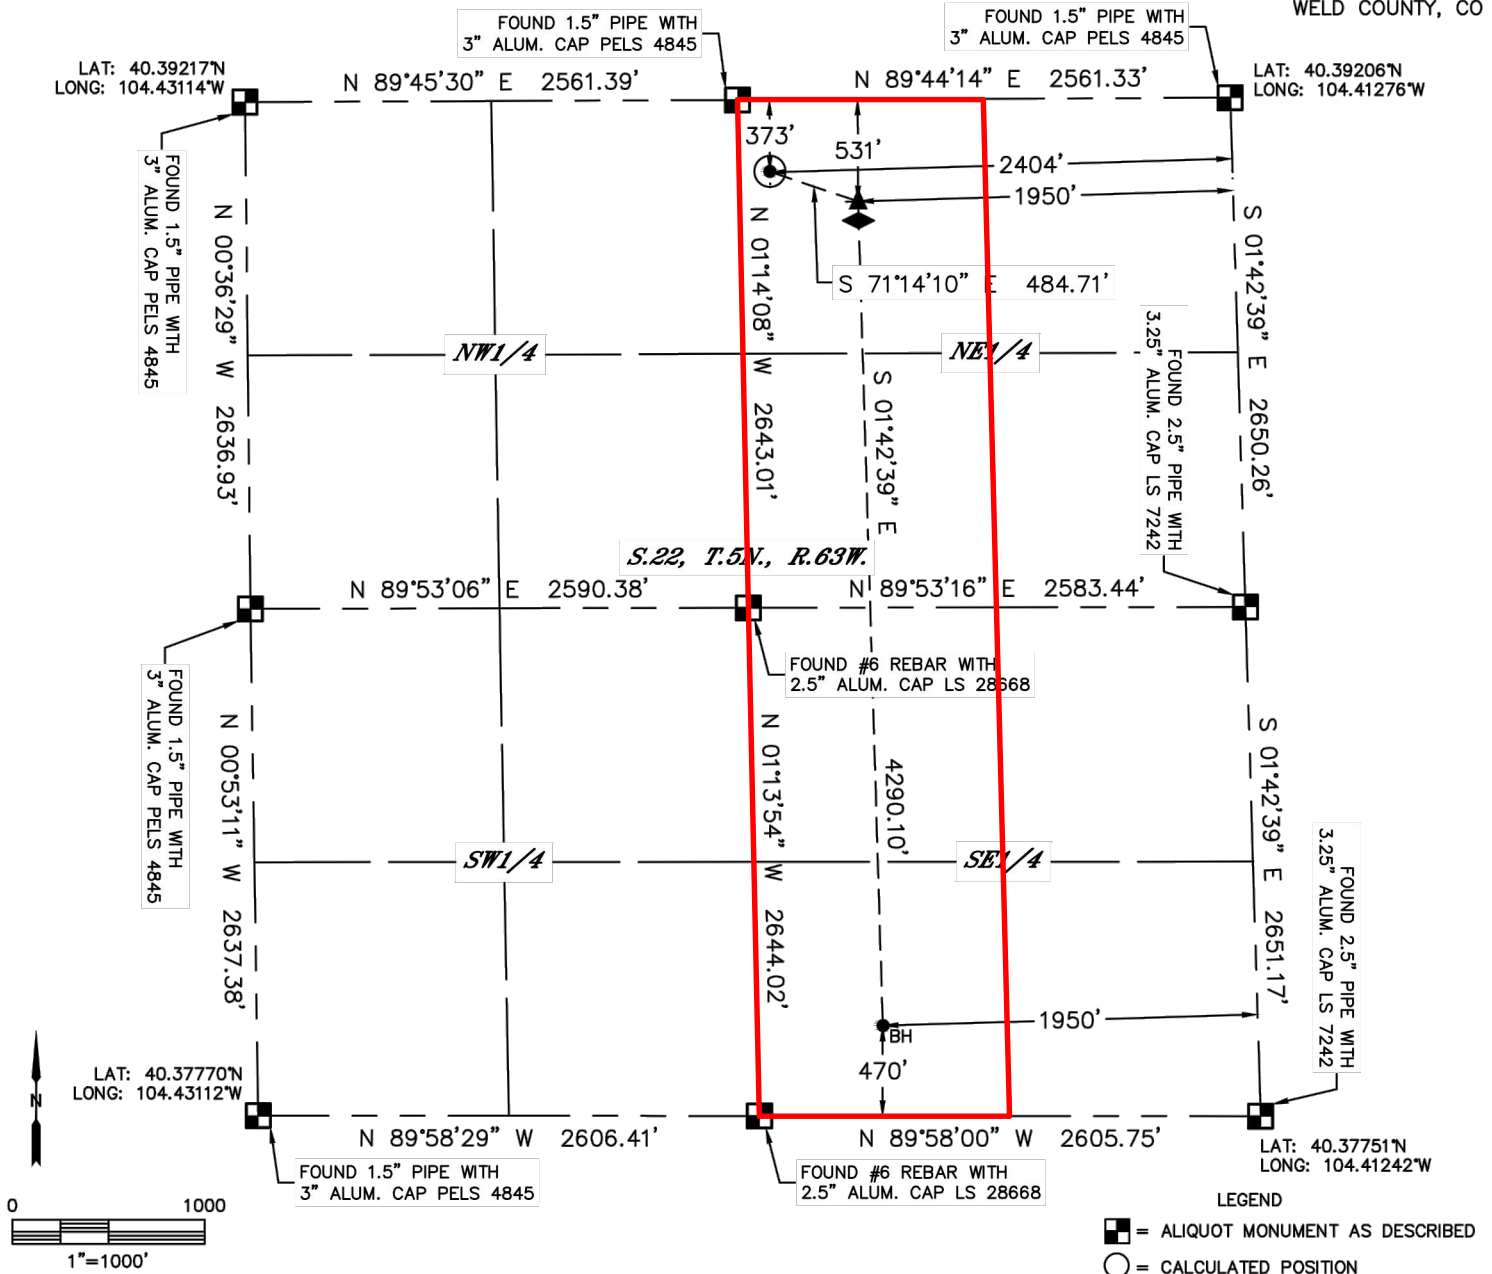 WELD COUNTY, CO
FOUND 1.5" PIPE WITH
3" ALUM. CAP PELS 4845
FOUND 1.5" PIPE WITH
3" ALUM. CAP PELS 4845
LAT: 40.39217°N
LONG: 104.43114°W
N 89°45'30" E 2561.39'
N 89°44'14" E 2561.33'
LAT: 40.39206°N
LONG: 104.41276°W
373'
531'
2404'
1950'
FOUND 1.5" PIPE WITH
3" ALUM. CAP PELS 4845
N 00°36'29" W 2636.93'
N 01°14'08" W 2643.01'
S 71°14'10" E 484.71'
S 01°42'39" E 2650.26'
NW1/4
NE1/4
FOUND 2.5" PIPE WITH
3.25" ALUM. CAP LS 7242
S 01°42'39" E
4290.10'
S.22, T.5N., R.63W.
N 89°53'06" E 2590.38'
N 89°53'16" E 2583.44'
FOUND #6 REBAR WITH
2.5" ALUM. CAP LS 28668
FOUND 1.5" PIPE WITH
3" ALUM. CAP PELS 4845
N 00°53'11" W 2637.38'
N 01°13'54" W 2644.02'
S 01°42'39" E 2651.17'
SW1/4
SE1/4
FOUND 2.5" PIPE WITH
3.25" ALUM. CAP LS 7242
1950'
BH
470'
N
LAT: 40.37770°N
LONG: 104.43112°W
N 89°58'29" W 2606.41'
N 89°58'00" W 2605.75'
LAT: 40.37751°N
LONG: 104.41242°W
FOUND 1.5" PIPE WITH
3" ALUM. CAP PELS 4845
FOUND #6 REBAR WITH
2.5" ALUM. CAP LS 28668
0 1000
1"=1000'
LEGEND
= ALIQUOT MONUMENT AS DESCRIBED
= CALCULATED POSITION